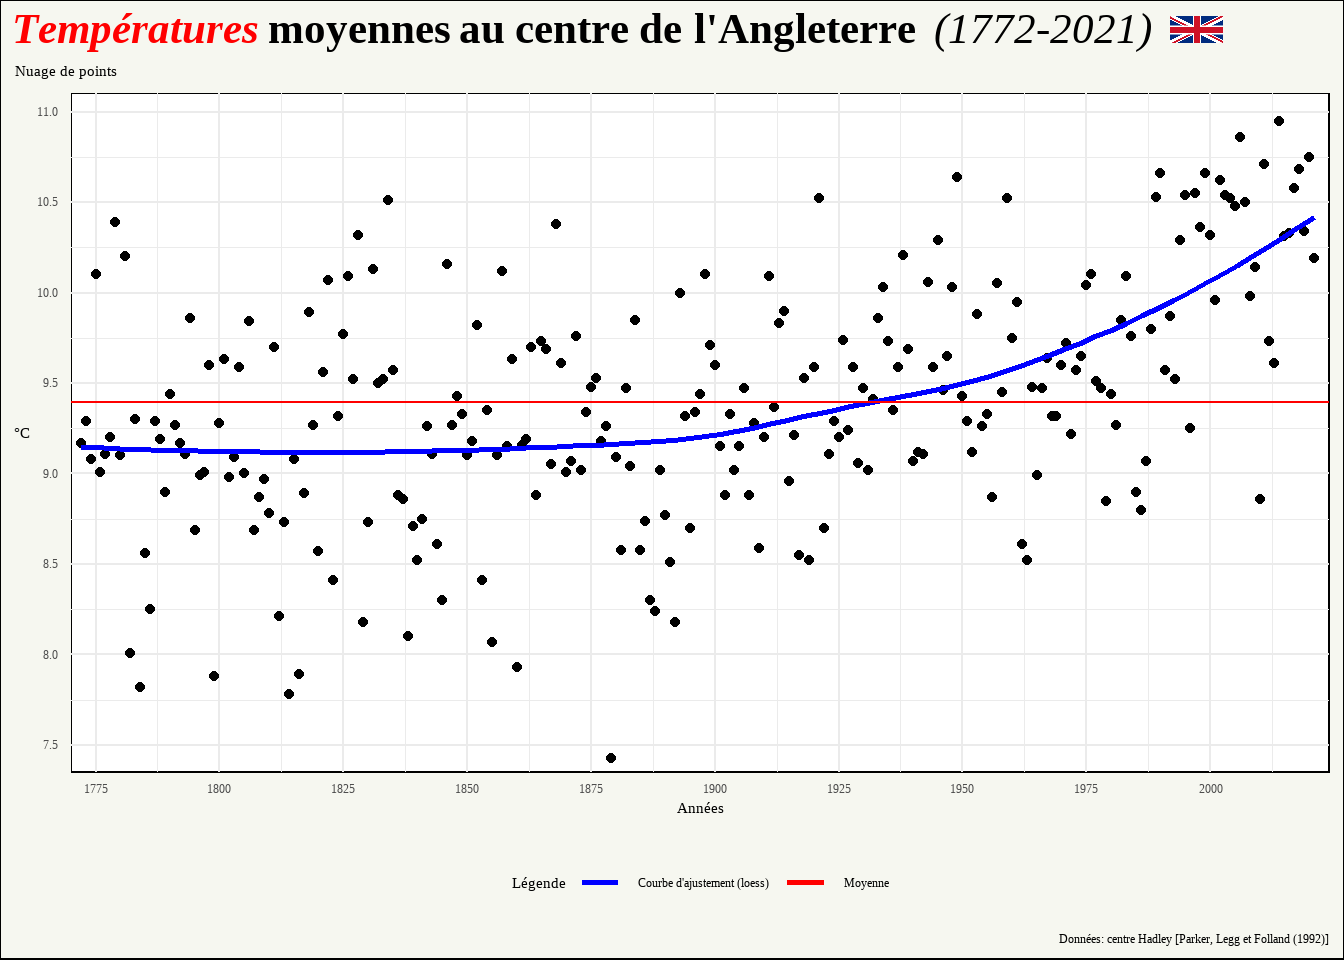 Températures moyennes au centre de l'Angleterre (1772-2021)
Nuage de points
11.0
10.5
10.0
9.5
°C
9.0
8.5
8.0
7.5
1775 1800 1825 1850 1875 1900 1925 1950 1975 2000
Années
Légende Courbe d'ajustement (loess) Moyenne
Données: centre Hadley [Parker, Legg et Folland (1992)]